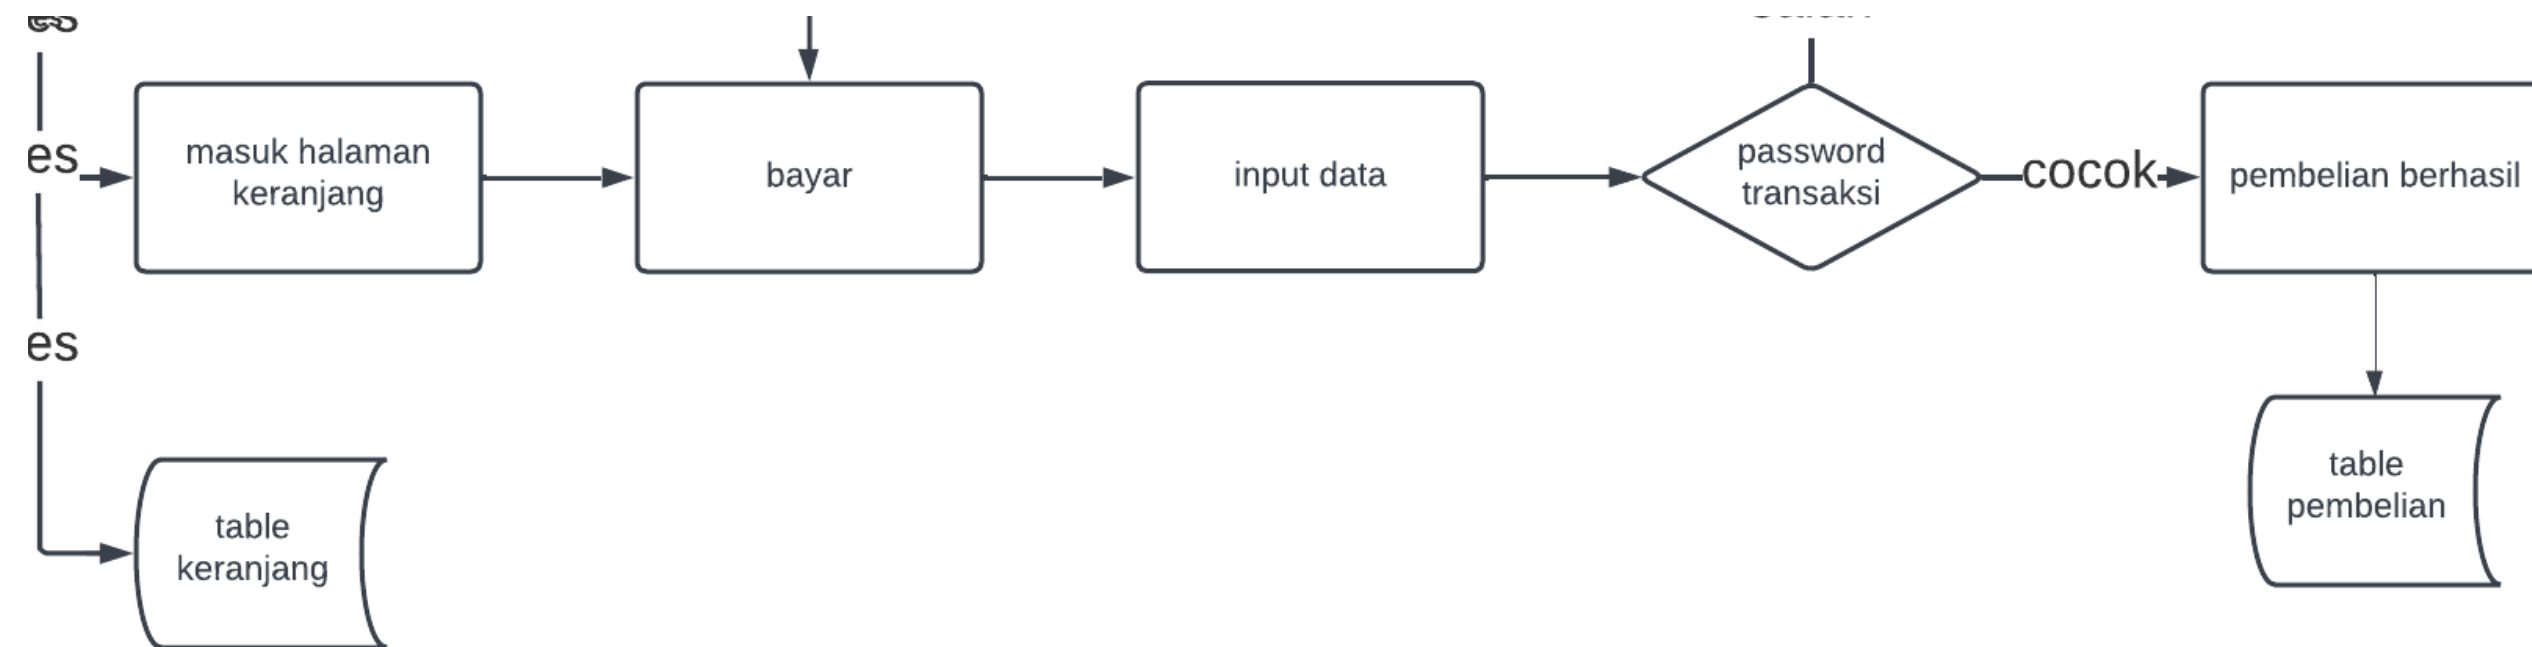 es
masuk halaman
keranjang
bayar
input data
password
transaksi
cocok
pembelian berhasil
es
table
keranjang
table
pembelian